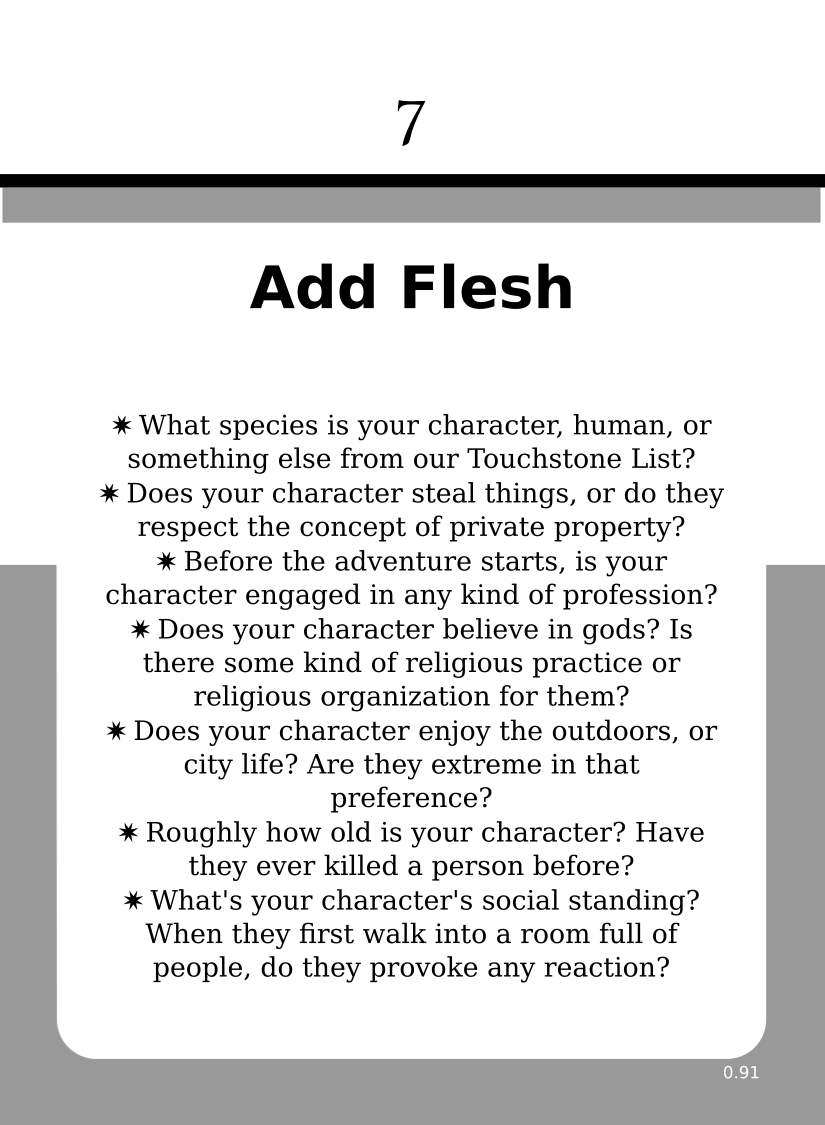 7
Add Flesh
✷ What species is your character, human, or
something else from our Touchstone List?
✷ Does your character steal things, or do they
respect the concept of private property?
✷ Before the adventure starts, is your
character engaged in any kind of profession?
✷ Does your character believe in gods? Is
there some kind of religious practice or
religious organization for them?
✷ Does your character enjoy the outdoors, or
city life? Are they extreme in that
preference?
✷ Roughly how old is your character? Have
they ever killed a person before?
✷ What's your character's social standing?
When they first walk into a room full of
people, do they provoke any reaction?
0.91